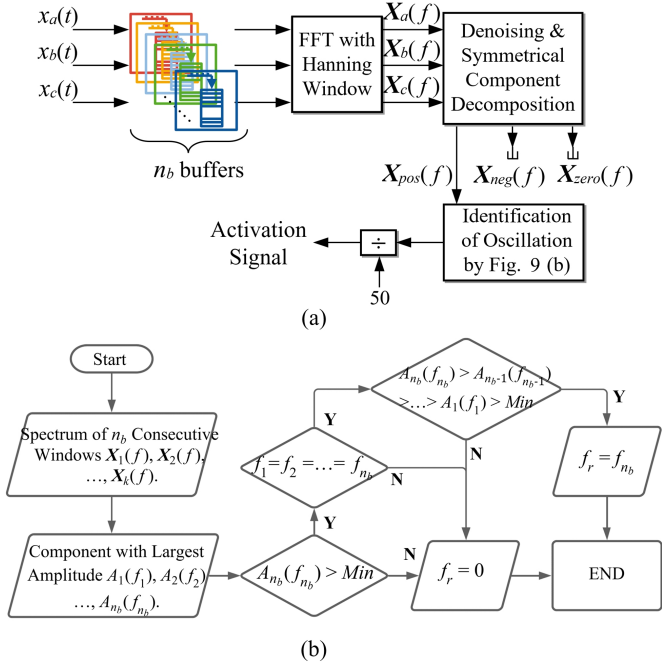 x_a(t)
x_b(t)
x_c(t)
n_b buffers
FFT with
Hanning
Window
X_a(f)
X_b(f)
X_c(f)
Denoising &
Symmetrical
Component
Decomposition
X_pos(f)
X_neg(f)
X_zero(f)
Identification
of Oscillation
by Fig. 9 (b)
÷
50
Activation
Signal
(a)
Start
Spectrum of n_b Consecutive
Windows X_1(f), X_2(f),
…, X_k(f).
Component with Largest
Amplitude A_1(f_1), A_2(f_2)
…, A_{n_b}(f_{n_b}).
A_{n_b}(f_{n_b}) > Min
Y
N
f_1 = f_2 = …= f_{n_b}
Y
N
A_{n_b}(f_{n_b}) > A_{n_b-1}(f_{n_b-1})
>…> A_1(f_1) > Min
Y
N
f_r = f_{n_b}
f_r = 0
END
(b)